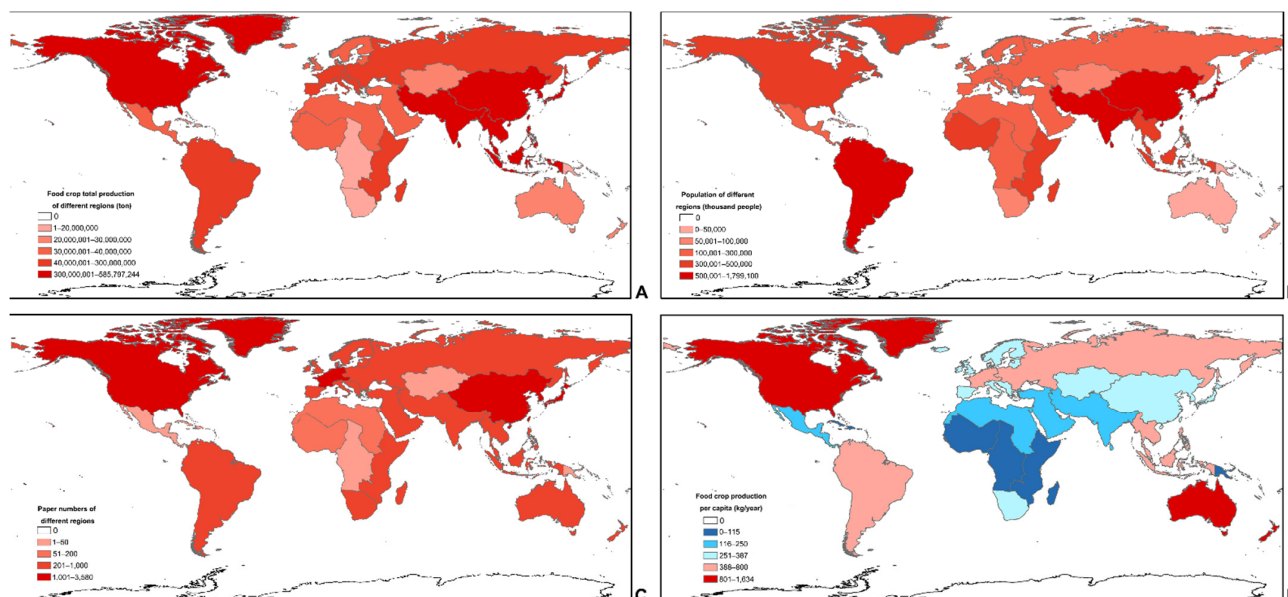 Food crop total production
of different regions (ton)
0
1–20,000,000
20,000,001–30,000,000
30,000,001–40,000,000
40,000,001–300,000,000
300,000,001–585,797,244
A
Population of different
regions (thousand people)
0
0–50,000
50,001–100,000
100,001–300,000
300,001–500,000
500,001–1,799,100
Paper numbers of
different regions
0
1–50
51–200
201–1,000
1,001–3,580
C
Food crop production
per capita (kg/year)
0
0–115
116–250
251–387
388–800
801–1,634